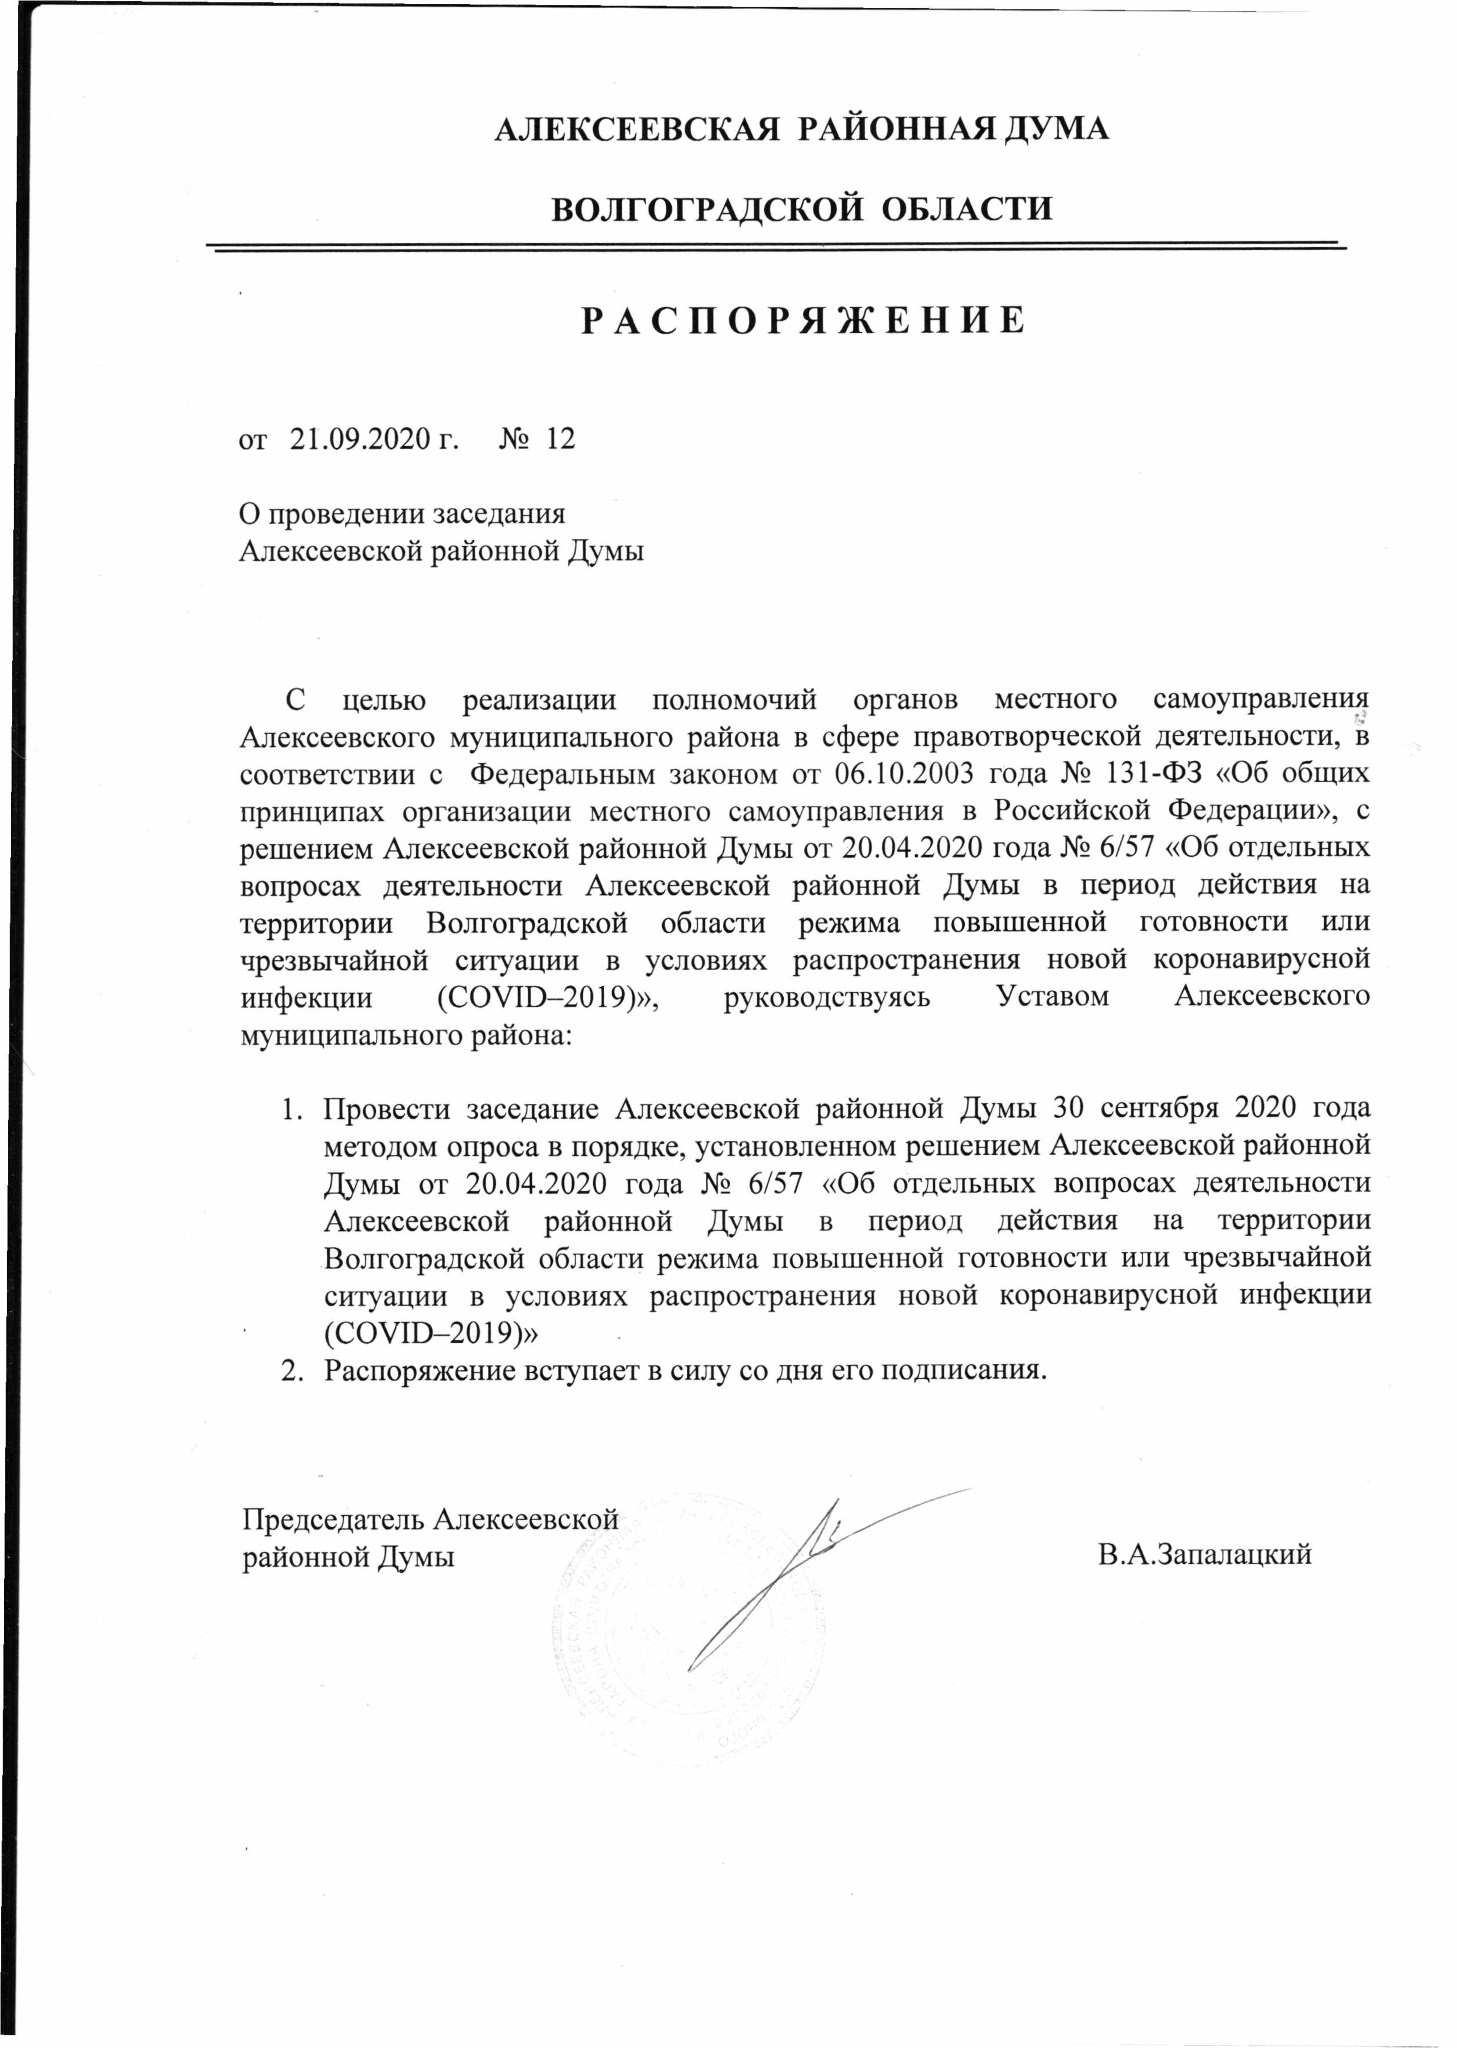 АЛЕКСЕЕВСКАЯ РАЙОННАЯ ДУМА
ВОЛГОГРАДСКОЙ ОБЛАСТИ
РАСПОРЯЖЕНИЕ
от 21.09.2020 г. № 12
О проведении заседания
Алексеевской районной Думы
С целью реализации полномочий органов местного самоуправления
Алексеевского муниципального района в сфере правотворческой деятельности, в
соответствии с Федеральным законом от 06.10.2003 года № 131-ФЗ «Об общих
принципах организации местного самоуправления в Российской Федерации», с
решением Алексеевской районной Думы от 20.04.2020 года № 6/57 «Об отдельных
вопросах деятельности Алексеевской районной Думы в период действия на
территории Волгоградской области режима повышенной готовности или
чрезвычайной ситуации в условиях распространения новой коронавирусной
инфекции (COVID–2019)», руководствуясь Уставом Алексеевского
муниципального района:
1. Провести заседание Алексеевской районной Думы 30 сентября 2020 года
методом опроса в порядке, установленном решением Алексеевской районной
Думы от 20.04.2020 года № 6/57 «Об отдельных вопросах деятельности
Алексеевской районной Думы в период действия на территории
Волгоградской области режима повышенной готовности или чрезвычайной
ситуации в условиях распространения новой коронавирусной инфекции
(COVID–2019)»
2. Распоряжение вступает в силу со дня его подписания.
Председатель Алексеевской
районной Думы
В.А.Запалацкий